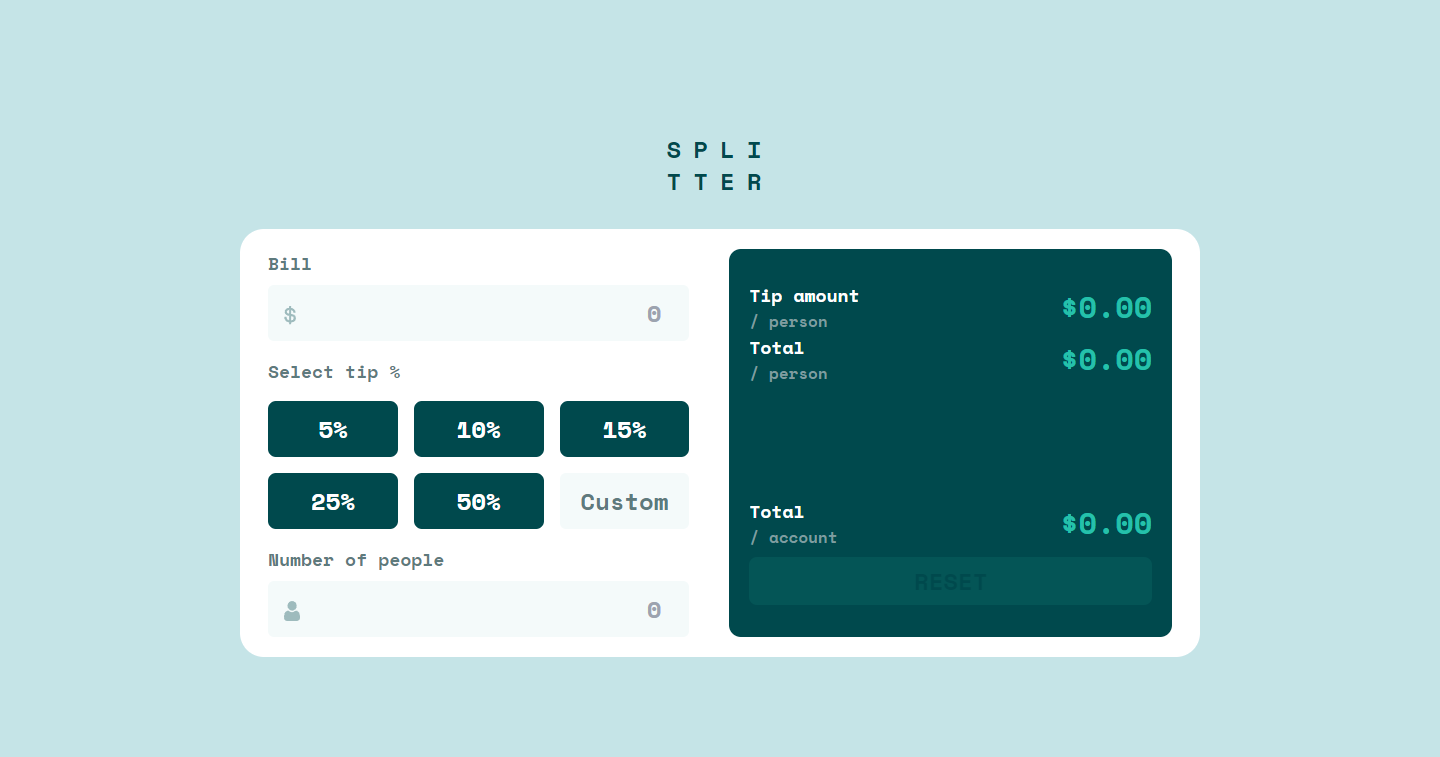 SPLI
TTER
Bill
$ 0
Select tip %
5% 10% 15%
25% 50% Custom
Number of people
0
Tip amount
/ person
$0.00
Total
/ person
$0.00
Total
/ account
$0.00
RESET